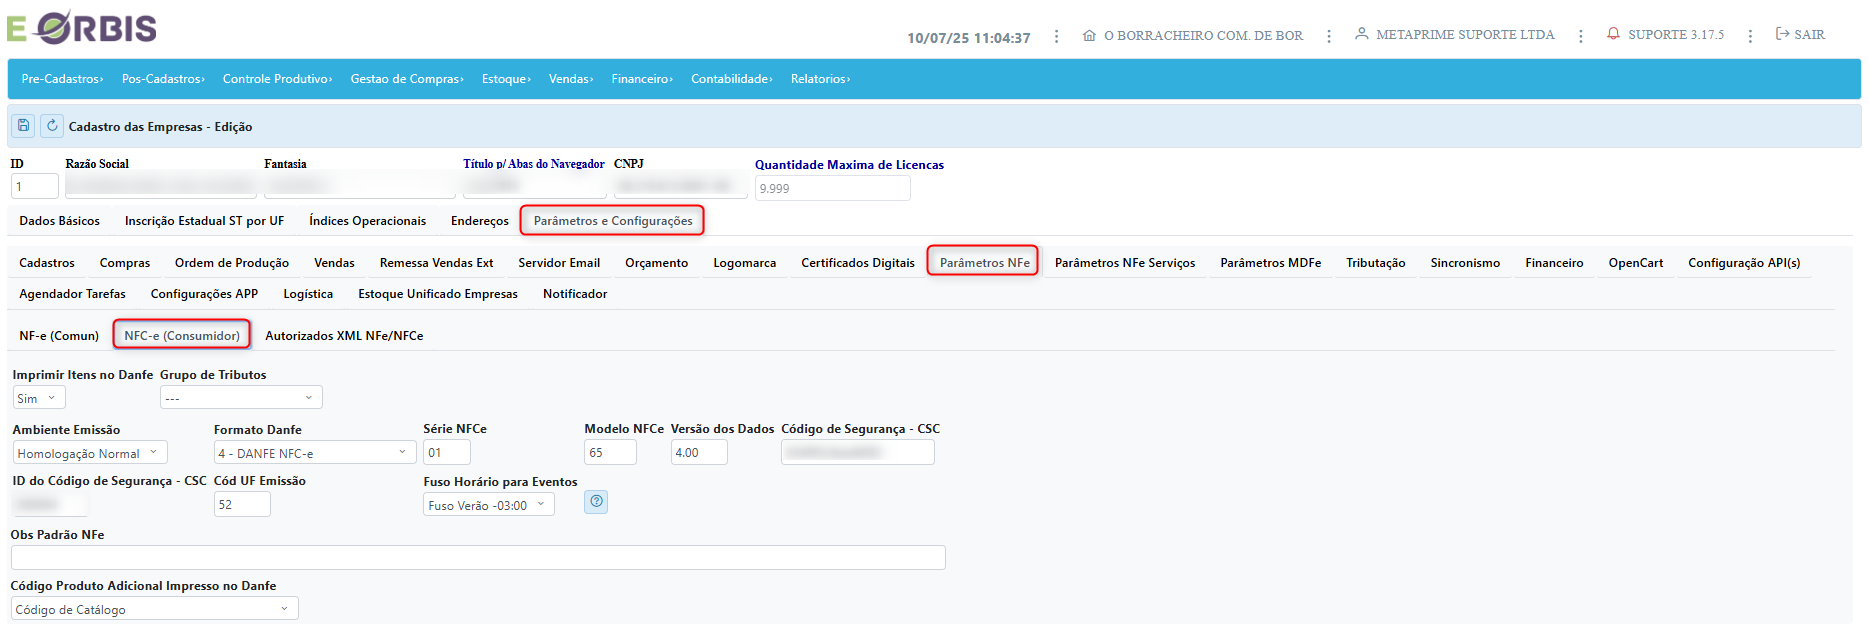 E ORBIS
10/07/25 11:04:37 O BORRACHEIRO COM. DE BOR METAPRIME SUPORTE LTDA SUPORTE 3.17.5 SAIR
Pre-Cadastros› Pos-Cadastros› Controle Produtivo› Gestao de Compras› Estoque› Vendas› Financeiro› Contabilidade› Relatorios›
Cadastro das Empresas - Edição
ID Razão Social Fantasia Título p/ Abas do Navegador CNPJ Quantidade Maxima de Licencas
1 9.999
Dados Básicos Inscrição Estadual ST por UF Índices Operacionais Endereços Parâmetros e Configurações
Cadastros Compras Ordem de Produção Vendas Remessa Vendas Ext Servidor Email Orçamento Logomarca Certificados Digitais Parâmetros NFe Parâmetros NFe Serviços Parâmetros MDFe Tributação Sincronismo Financeiro OpenCart Configuração API(s)
Agendador Tarefas Configurações APP Logística Estoque Unificado Empresas Notificador
NF-e (Comun) NFC-e (Consumidor) Autorizados XML NFe/NFCe
Imprimir Itens no Danfe Grupo de Tributos
Sim ---
Ambiente Emissão Formato Danfe Série NFCe Modelo NFCe Versão dos Dados Código de Segurança - CSC
Homologação Normal 4 - DANFE NFC-e 01 65 4.00
ID do Código de Segurança - CSC Cód UF Emissão Fuso Horário para Eventos
52 Fuso Verão -03:00
Obs Padrão NFe
Código Produto Adicional Impresso no Danfe
Código de Catálogo